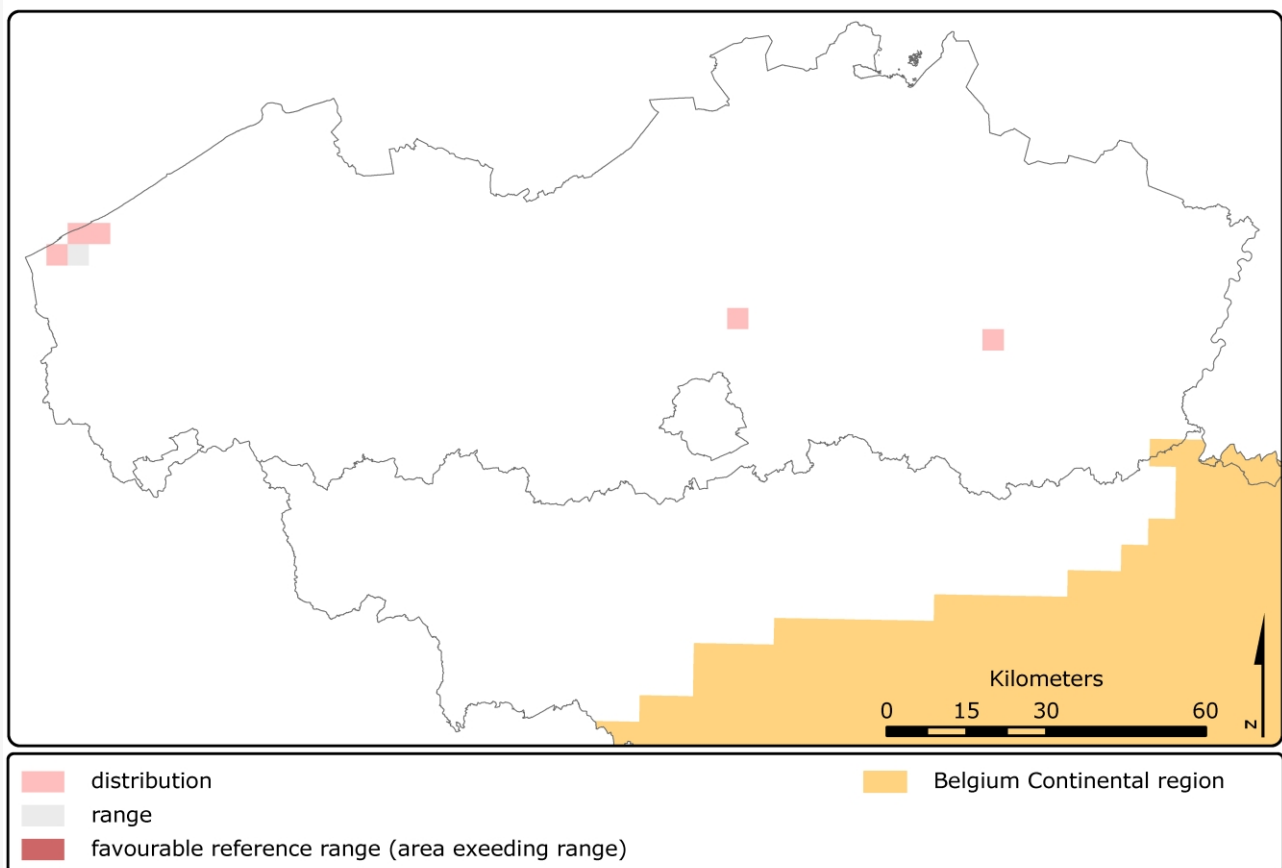 Kilometers
0 15 30 60
N
distribution
range
favourable reference range (area exeeding range)
Belgium Continental region